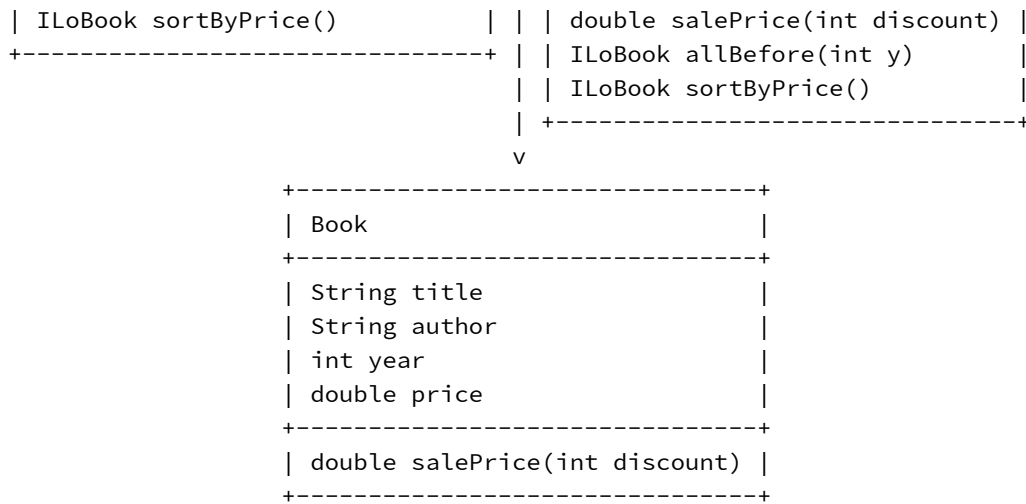 | ILoBook sortByPrice()          | | | double salePrice(int discount) |
+--------------------------------+ | | ILoBook allBefore(int y)       |
                                   | | ILoBook sortByPrice()          |
                                   | +--------------------------------+
                                   v
                   +--------------------------------+
                   | Book                           |
                   +--------------------------------+
                   | String title                   |
                   | String author                  |
                   | int year                       |
                   | double price                   |
                   +--------------------------------+
                   | double salePrice(int discount) |
                   +--------------------------------+